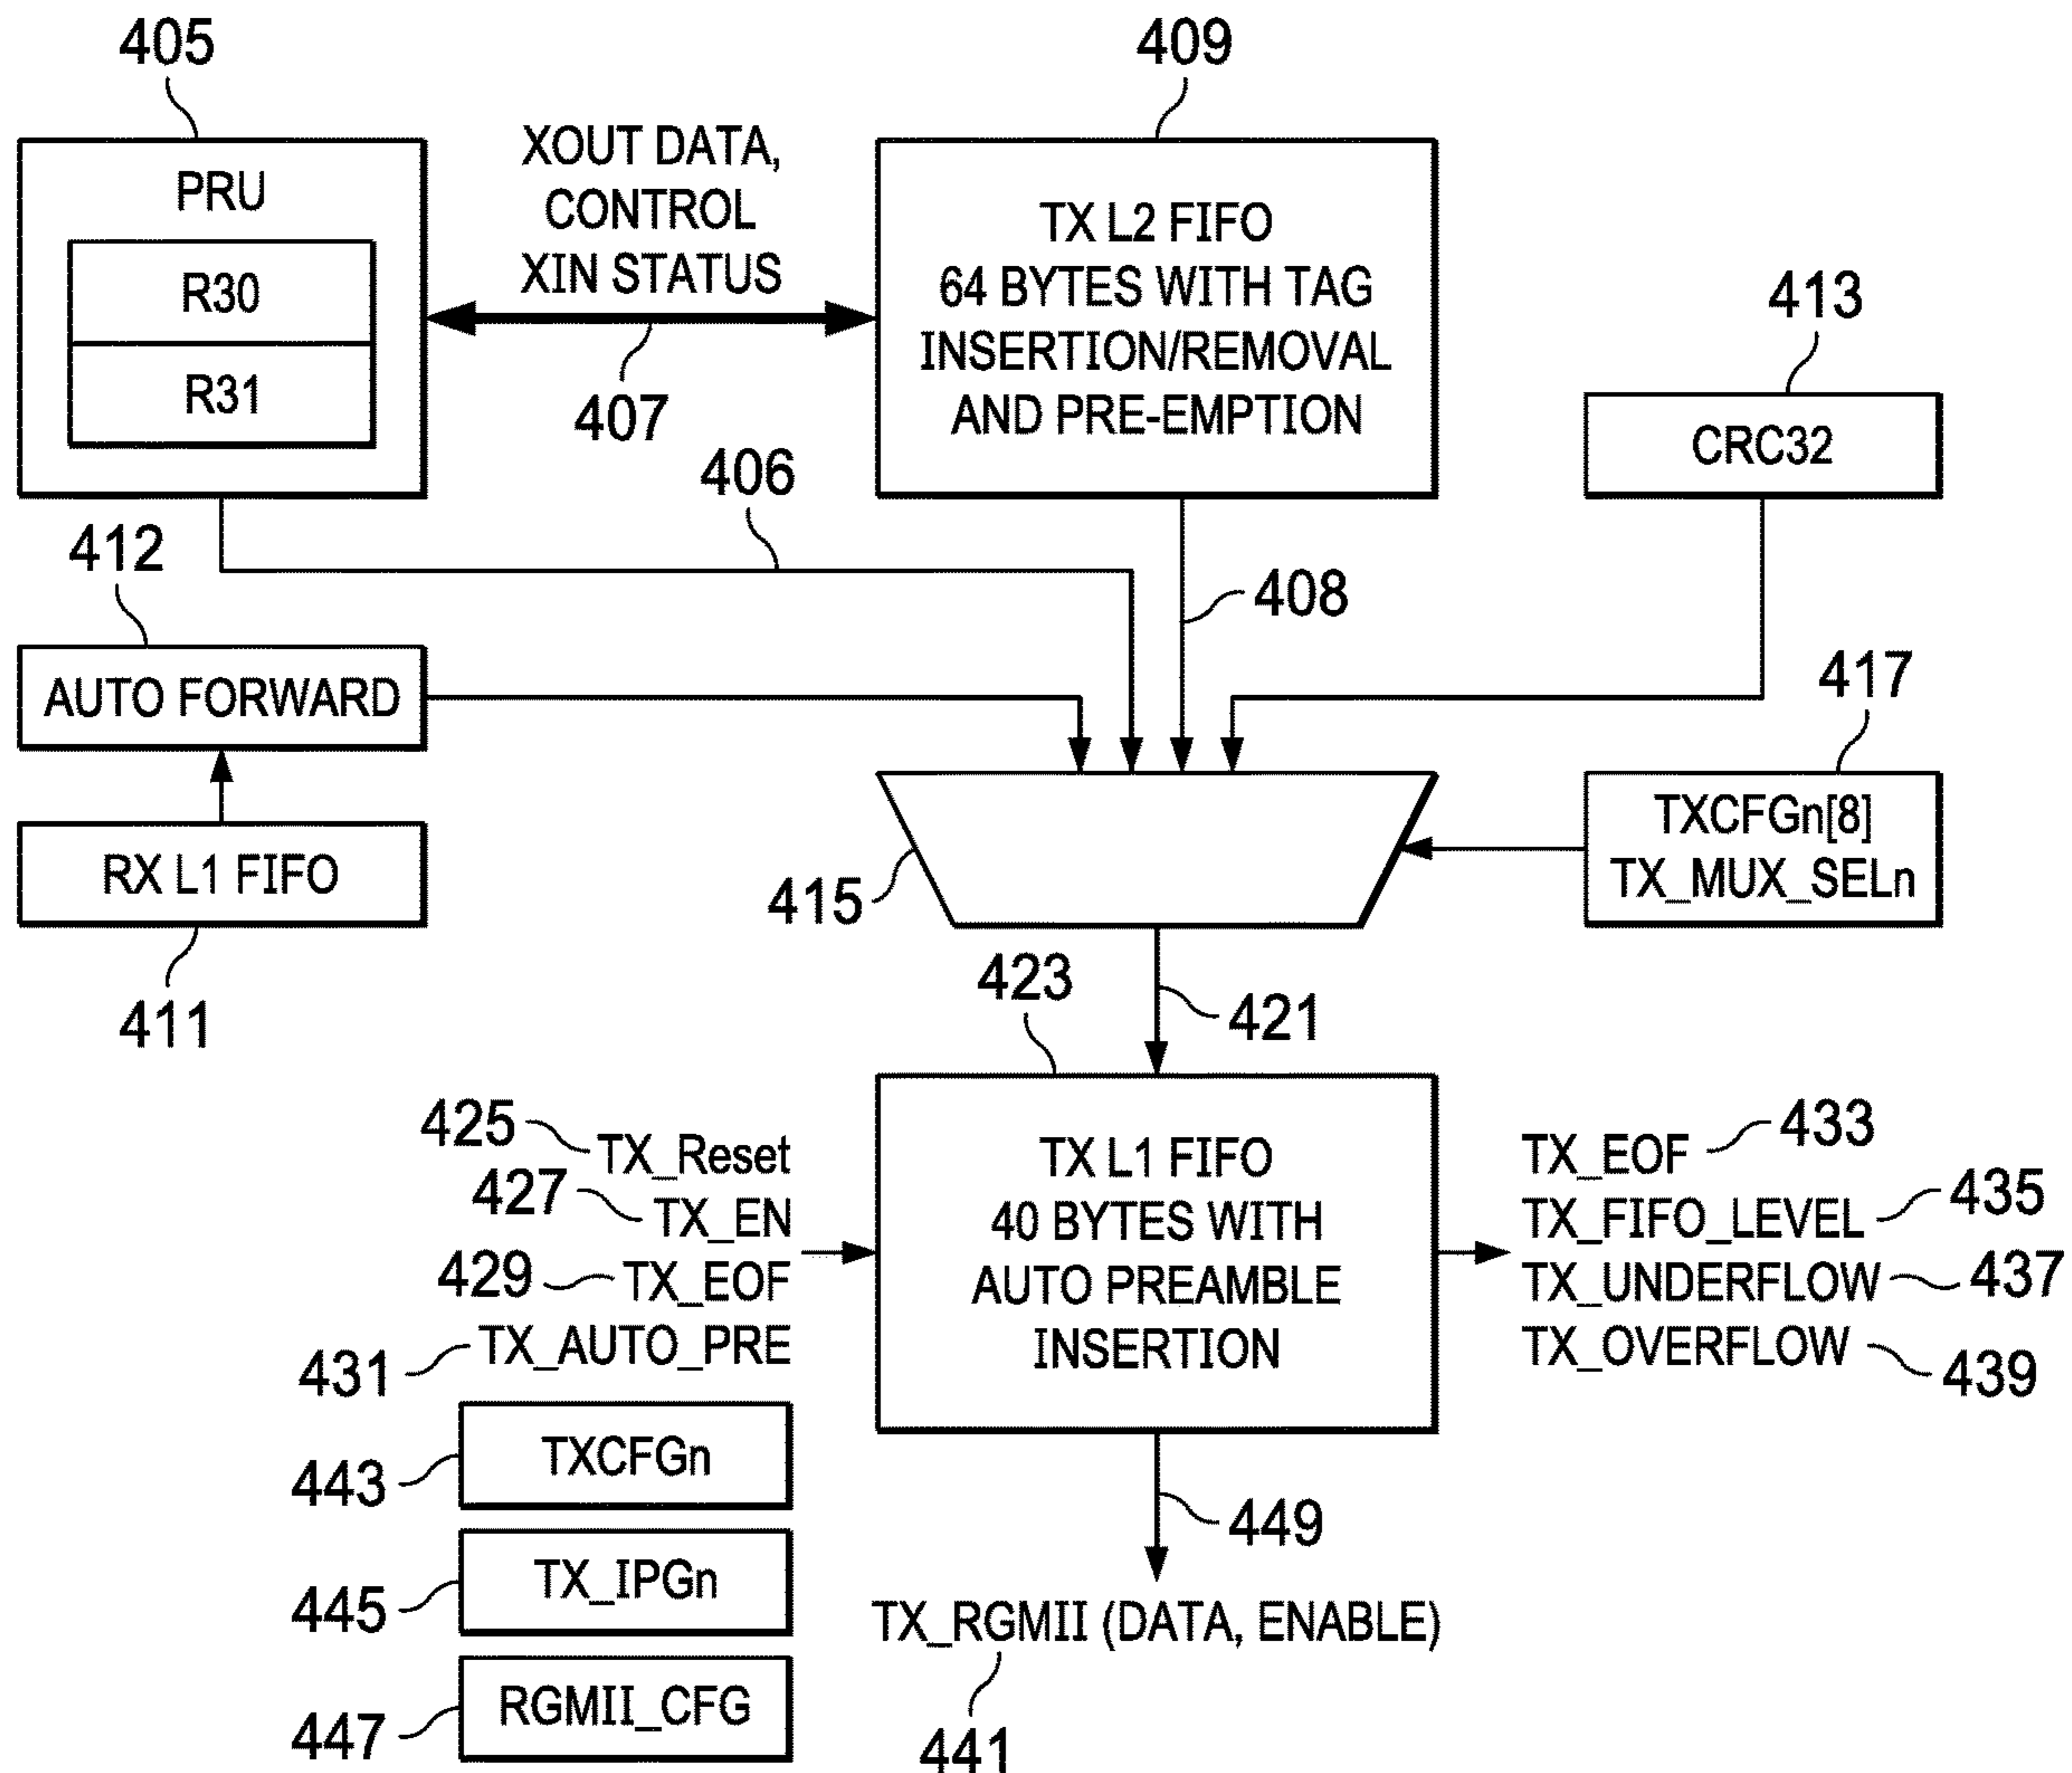 405
409
PRU
R30
R31
XOUT DATA,
CONTROL
XIN STATUS
407
TX L2 FIFO
64 BYTES WITH TAG
INSERTION/REMOVAL
AND PRE-EMPTION
413
CRC32
406
412
408
AUTO FORWARD
417
RX L1 FIFO
411
415
TXCFGn[8]
TX_MUX_SELn
423
421
425
TX_Reset
427
TX_EN
429
TX_EOF
431
TX_AUTO_PRE
TX L1 FIFO
40 BYTES WITH
AUTO PREAMBLE
INSERTION
TX_EOF
433
TX_FIFO_LEVEL
435
TX_UNDERFLOW
437
TX_OVERFLOW
439
443
TXCFGn
445
TX_IPGn
447
RGMII_CFG
449
TX_RGMII (DATA, ENABLE)
441